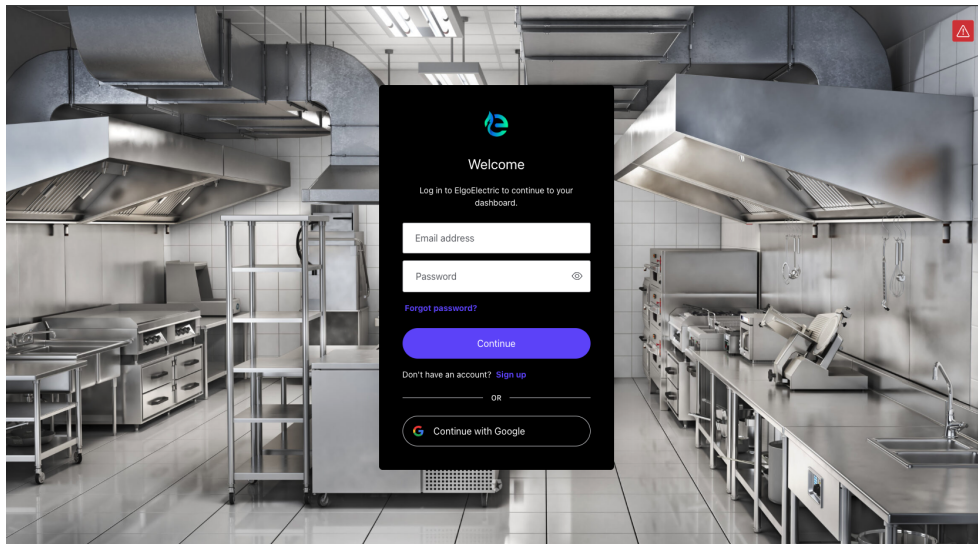 Welcome
Log in to ElgoElectric to continue to your
dashboard.
Email address
Password
Forgot password?
Continue
Don't have an account? Sign up
OR
Continue with Google